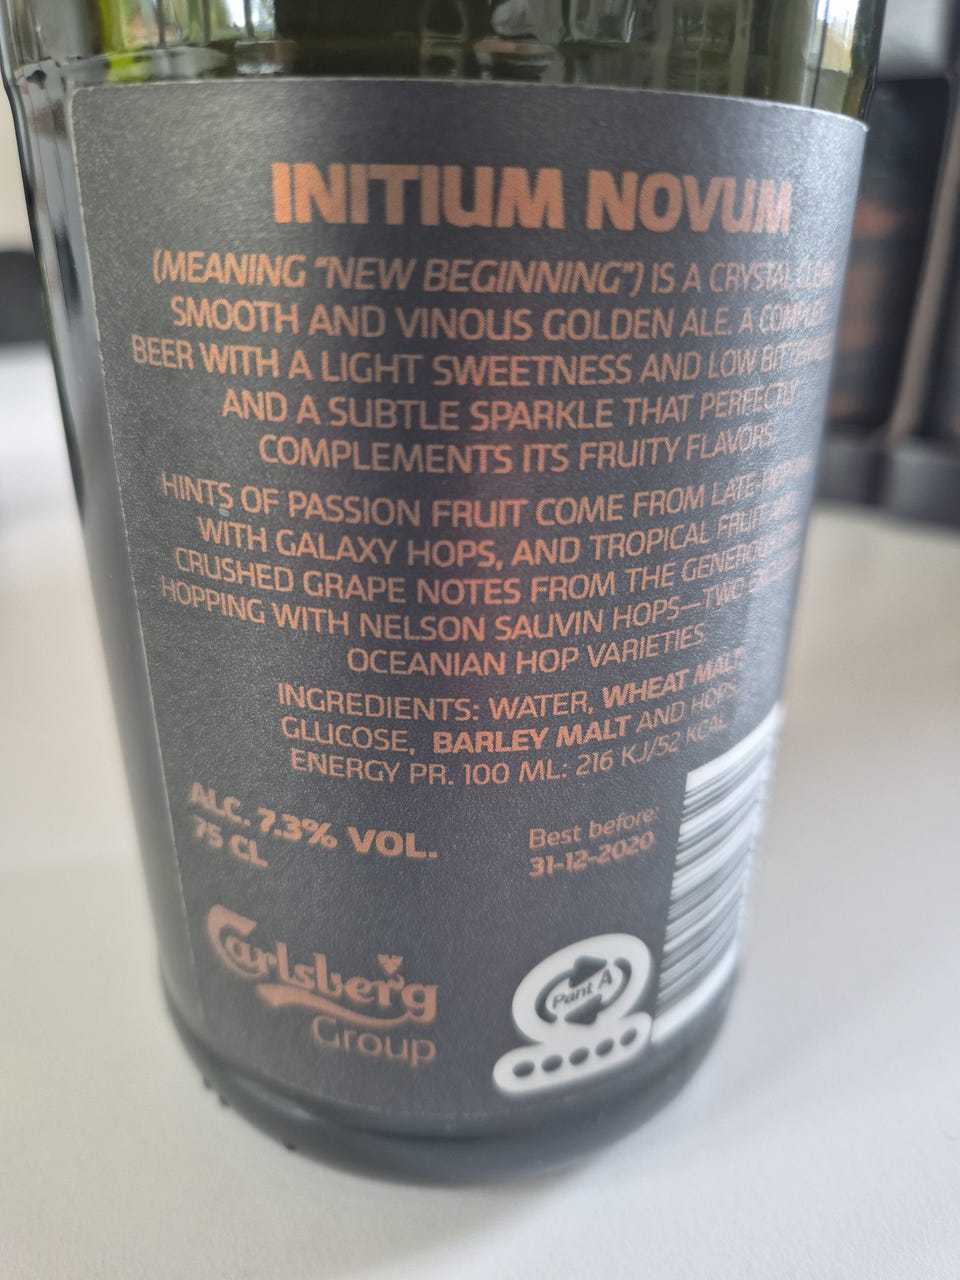 INITIUM NOVUM
(MEANING "NEW BEGINNING") IS A CRYSTAL CLEAR
SMOOTH AND VINOUS GOLDEN ALE. A COMPLEX
BEER WITH A LIGHT SWEETNESS AND LOW BITTERNESS
AND A SUBTLE SPARKLE THAT PERFECTLY
COMPLEMENTS ITS FRUITY FLAVORS.
HINTS OF PASSION FRUIT COME FROM LATE HOPPING
WITH GALAXY HOPS, AND TROPICAL FRUIT AND
CRUSHED GRAPE NOTES FROM THE GENEROUS
HOPPING WITH NELSON SAUVIN HOPS—TWO
OCEANIAN HOP VARIETIES.
INGREDIENTS: WATER, WHEAT MALT,
GLUCOSE, BARLEY MALT AND HOPS
ENERGY PR. 100 ML: 216 KJ/52 KCAL
ALC. 7.3% VOL.
75 CL
Best before:
31-12-2020
Carlsberg
Group
Pant A